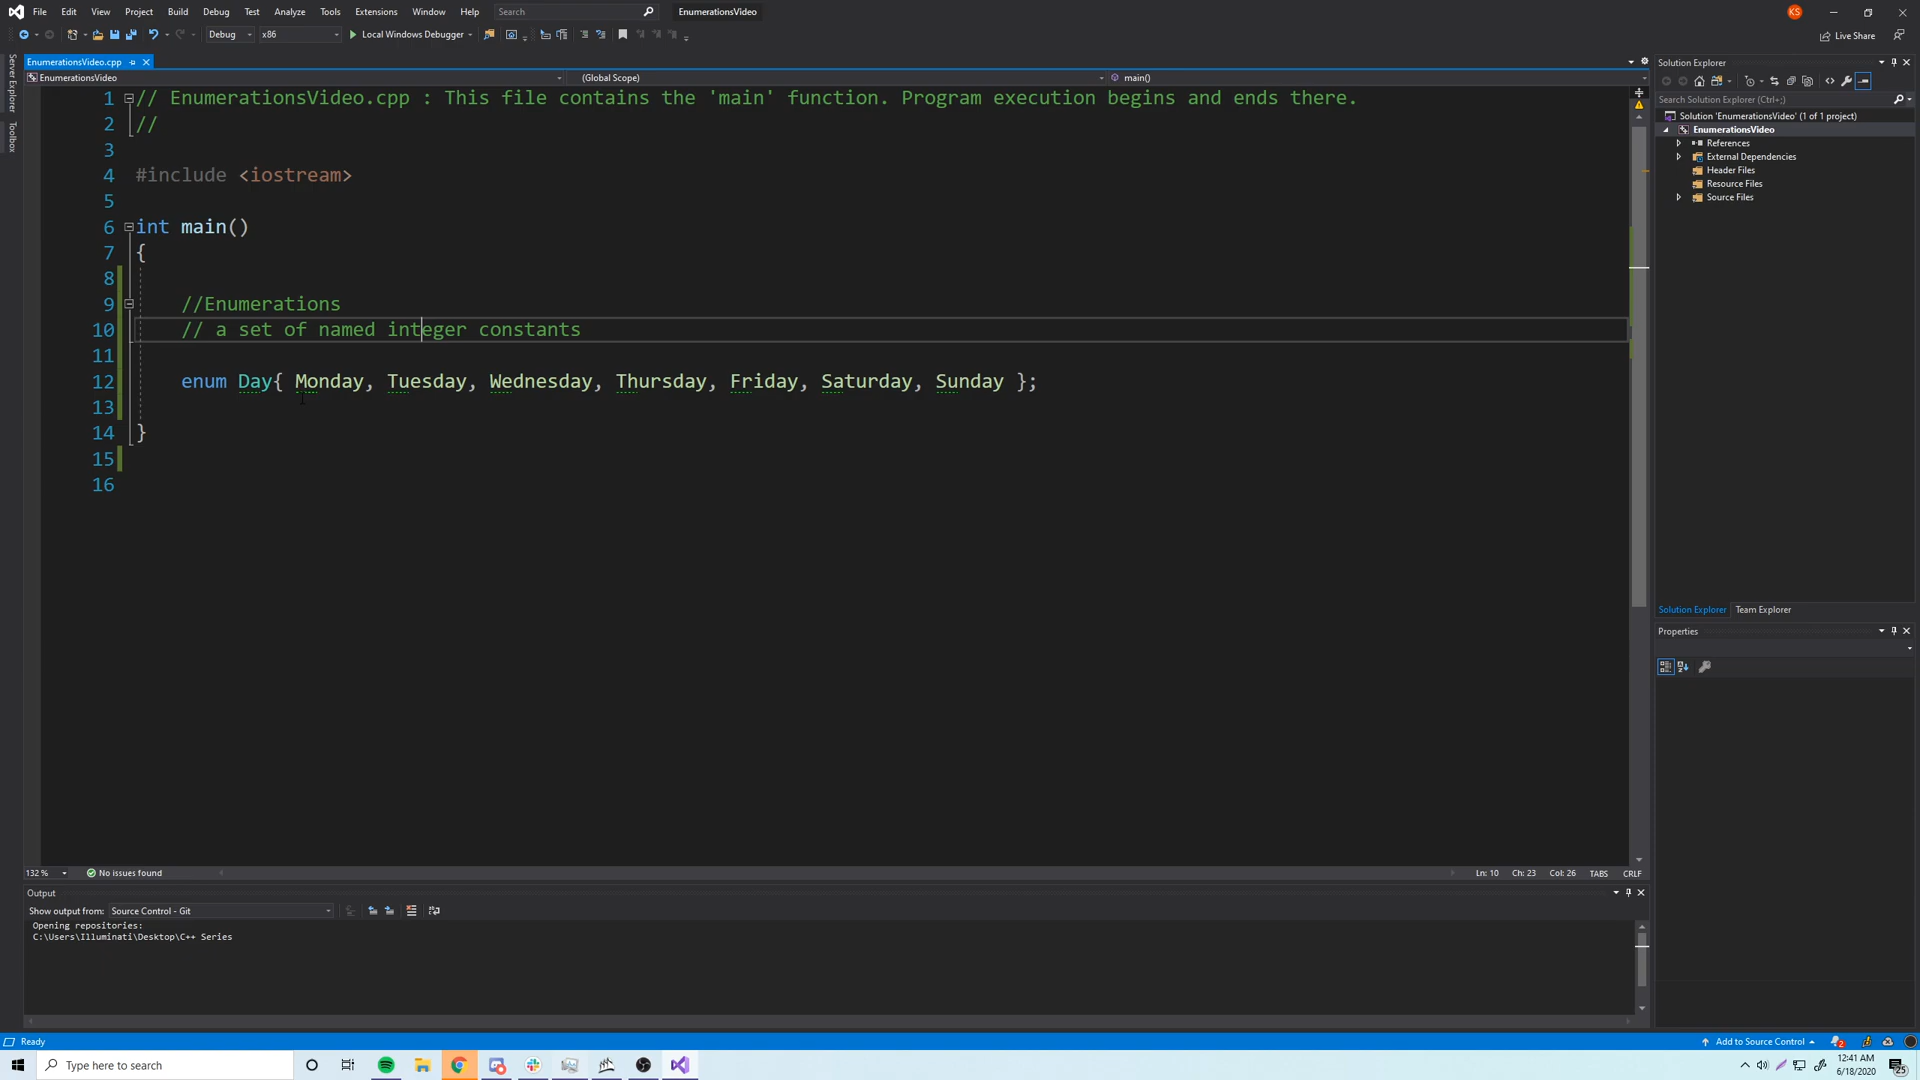 File Edit View Project Build Debug Test Analyze Tools Extensions Window Help Search EnumerationsVideo KS
Debug x86 Local Windows Debugger Live Share
EnumerationsVideo.cpp
EnumerationsVideo (Global Scope) main()
1 // EnumerationsVideo.cpp : This file contains the 'main' function. Program execution begins and ends there.
2 //
3
4 #include <iostream>
5
6 int main()
7 {
8
9 //Enumerations
10 // a set of named integer constants
11
12 enum Day{ Monday, Tuesday, Wednesday, Thursday, Friday, Saturday, Sunday };
13
14 }
15
16
132 % No issues found Ln: 10 Ch: 23 Col: 26 TABS CRLF
Output
Show output from: Source Control - Git
Opening repositories:
C:\Users\Illuminati\Desktop\C++ Series
Server Explorer
Toolbox
Solution Explorer
Search Solution Explorer (Ctrl+;)
Solution 'EnumerationsVideo' (1 of 1 project)
EnumerationsVideo
References
External Dependencies
Header Files
Resource Files
Source Files
Solution Explorer Team Explorer
Properties
Ready Add to Source Control 2
Type here to search 12:41 AM
6/18/2020 25